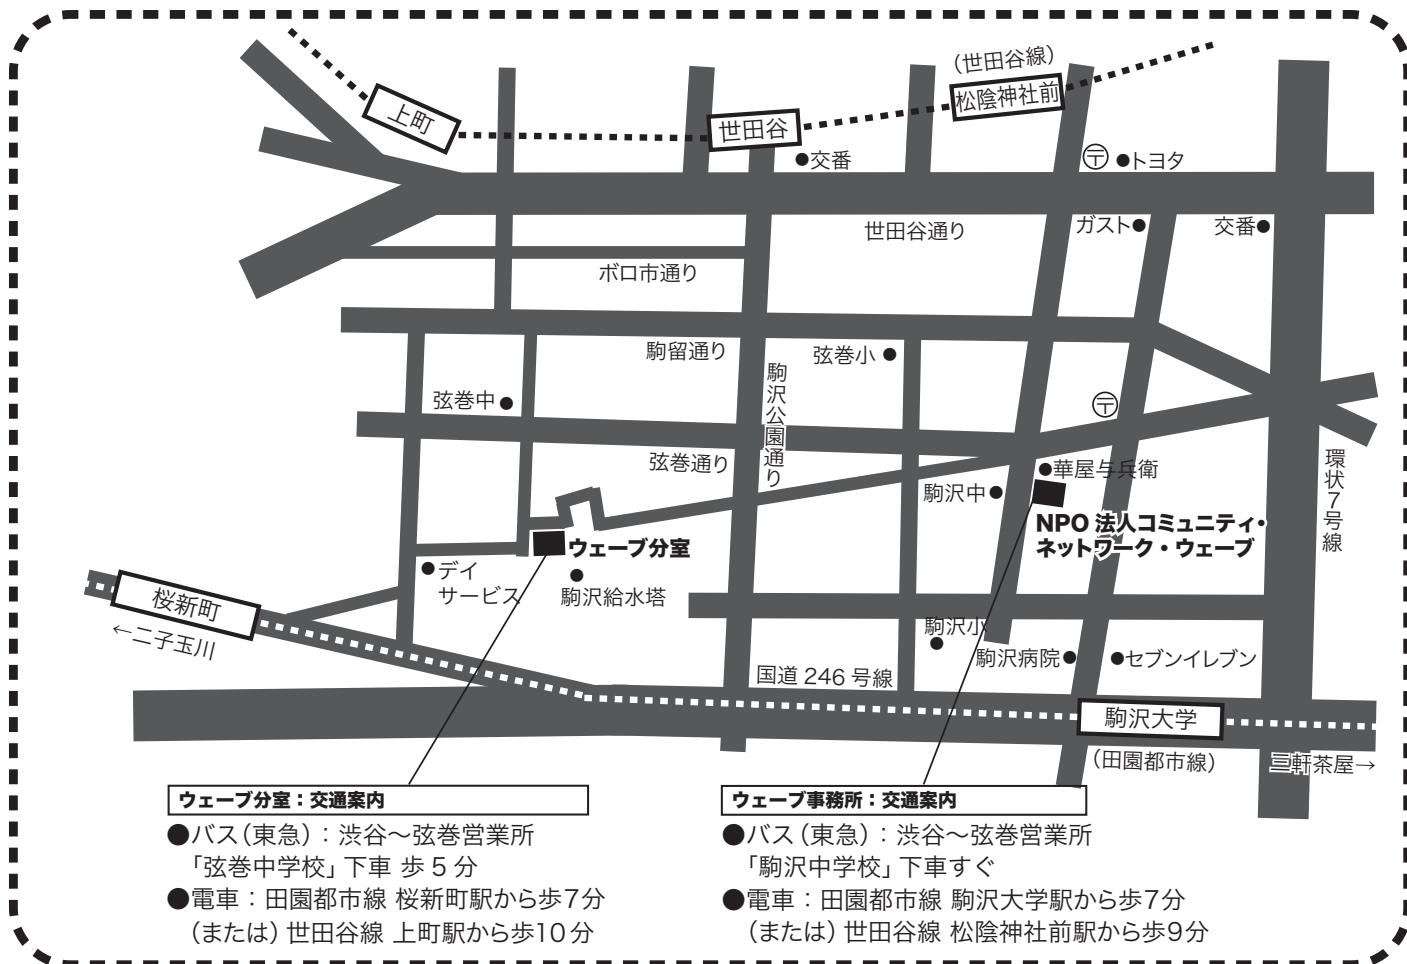 (世田谷線)
上町
世田谷
松陰神社前
●交番
〒
●トヨタ
世田谷通り
ガスト●
交番●
ボロ市通り
駒留通り
弦巻小●
駒沢公園通り
弦巻中●
〒
弦巻通り
環状7号線
●華屋与兵衛
駒沢中●
NPO 法人コミュニティ・
ネットワーク・ウェーブ
ウェーブ分室
●デイ
サービス
●
駒沢給水塔
桜新町
←二子玉川
駒沢小
●
駒沢病院●
●セブンイレブン
国道 246 号線
駒沢大学
(田園都市線)
三軒茶屋→
ウェーブ分室:交通案内
●バス(東急):渋谷〜弦巻営業所
「弦巻中学校」下車 歩 5 分
●電車:田園都市線 桜新町駅から歩7分
(または)世田谷線 上町駅から歩10分
ウェーブ事務所:交通案内
●バス(東急):渋谷〜弦巻営業所
「駒沢中学校」下車すぐ
●電車:田園都市線 駒沢大学駅から歩7分
(または)世田谷線 松陰神社前駅から歩9分